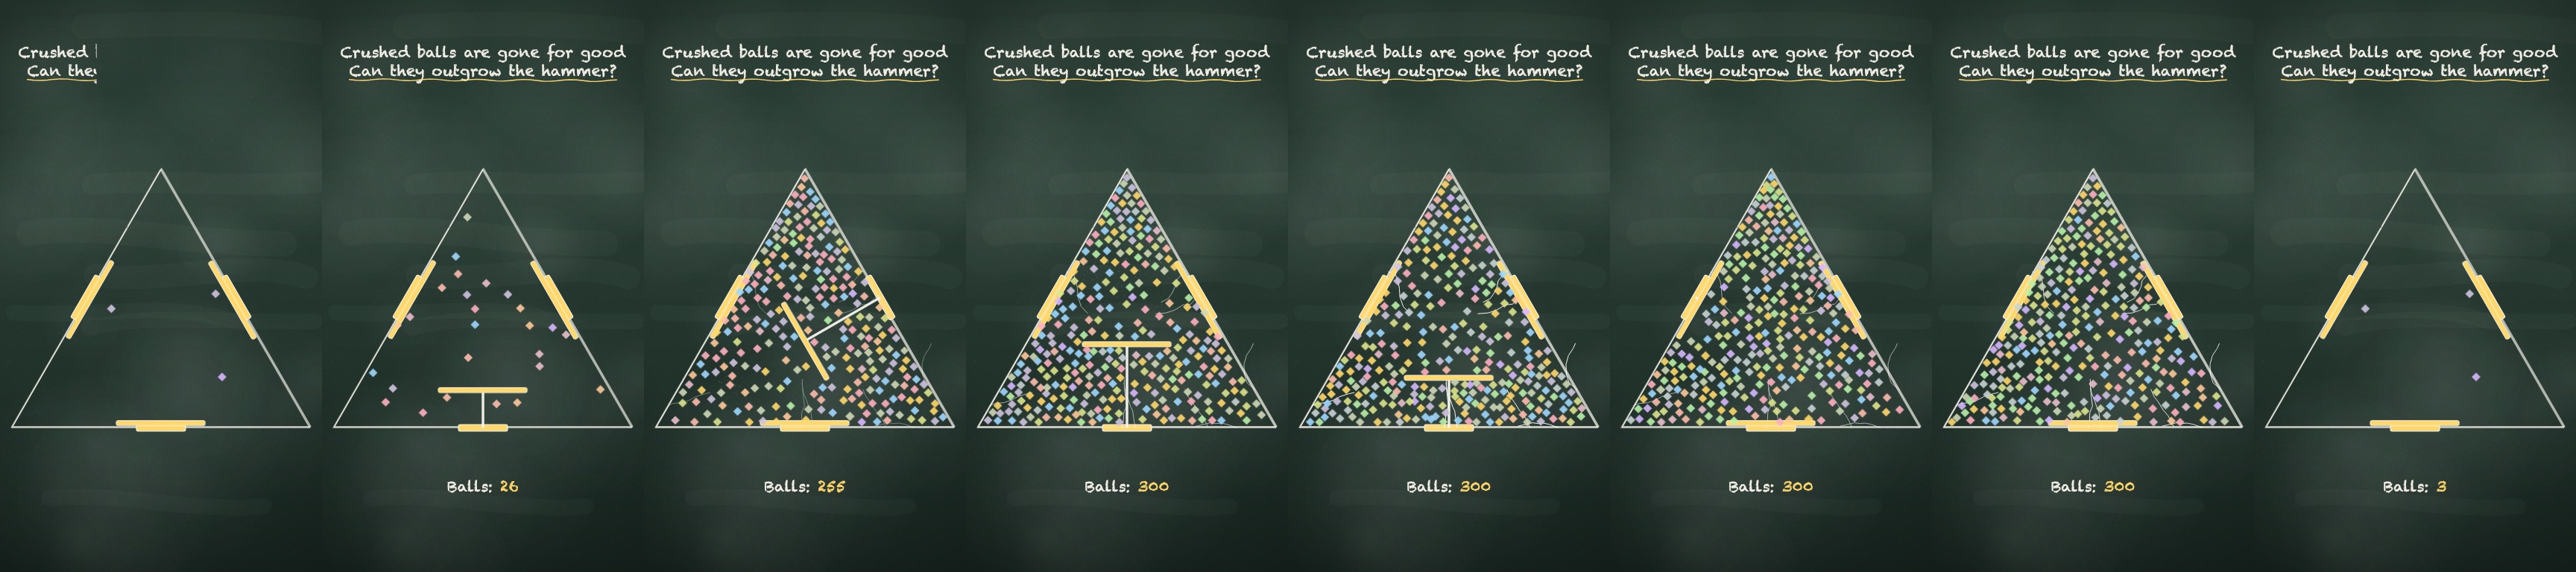 Crushed
Can they
Crushed balls are gone for good
Can they outgrow the hammer?
Balls: 26
Crushed balls are gone for good
Can they outgrow the hammer?
Balls: 255
Crushed balls are gone for good
Can they outgrow the hammer?
Balls: 300
Crushed balls are gone for good
Can they outgrow the hammer?
Balls: 300
Crushed balls are gone for good
Can they outgrow the hammer?
Balls: 300
Crushed balls are gone for good
Can they outgrow the hammer?
Balls: 300
Crushed balls are gone for good
Can they outgrow the hammer?
Balls: 3